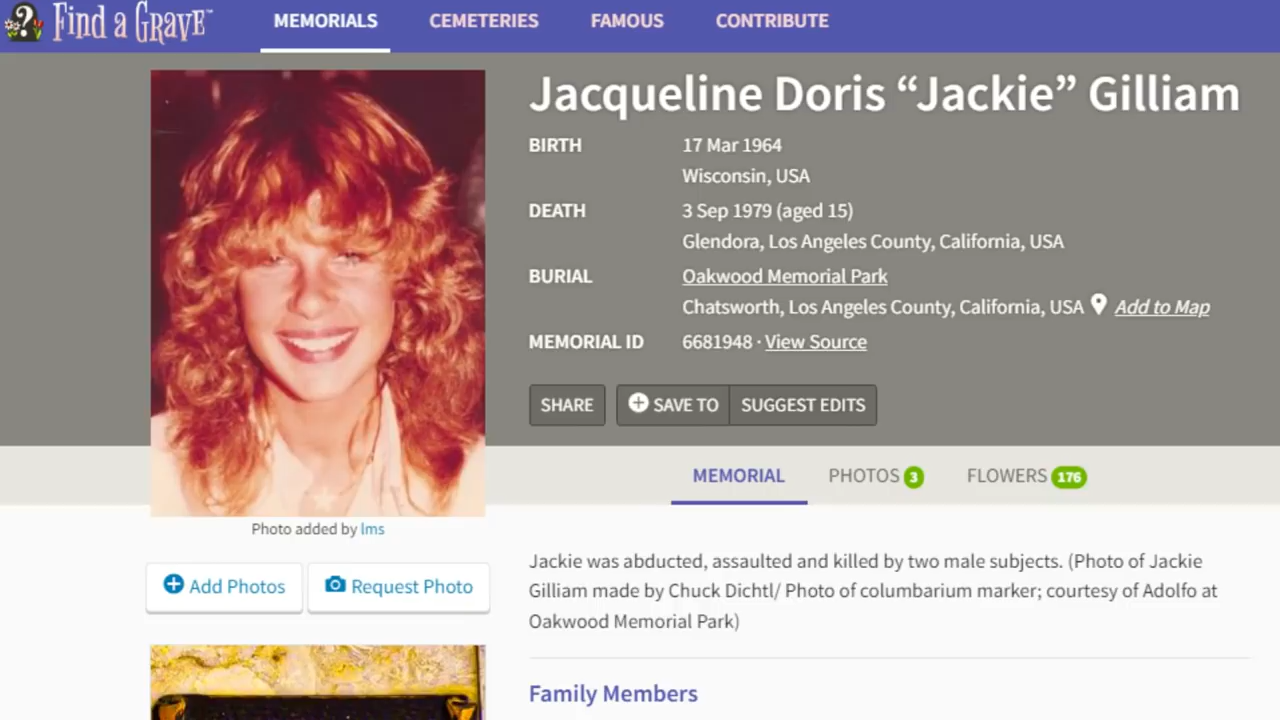 Find a Grave™
MEMORIALS CEMETERIES FAMOUS CONTRIBUTE
Jacqueline Doris “Jackie” Gilliam
BIRTH 17 Mar 1964
Wisconsin, USA
DEATH 3 Sep 1979 (aged 15)
Glendora, Los Angeles County, California, USA
BURIAL Oakwood Memorial Park
Chatsworth, Los Angeles County, California, USA Add to Map
MEMORIAL ID 6681948 · View Source
SHARE SAVE TO SUGGEST EDITS
MEMORIAL PHOTOS 3 FLOWERS 176
Photo added by lms
Add Photos Request Photo
Jackie was abducted, assaulted and killed by two male subjects. (Photo of Jackie
Gilliam made by Chuck Dichtl/ Photo of columbarium marker; courtesy of Adolfo at
Oakwood Memorial Park)
Family Members